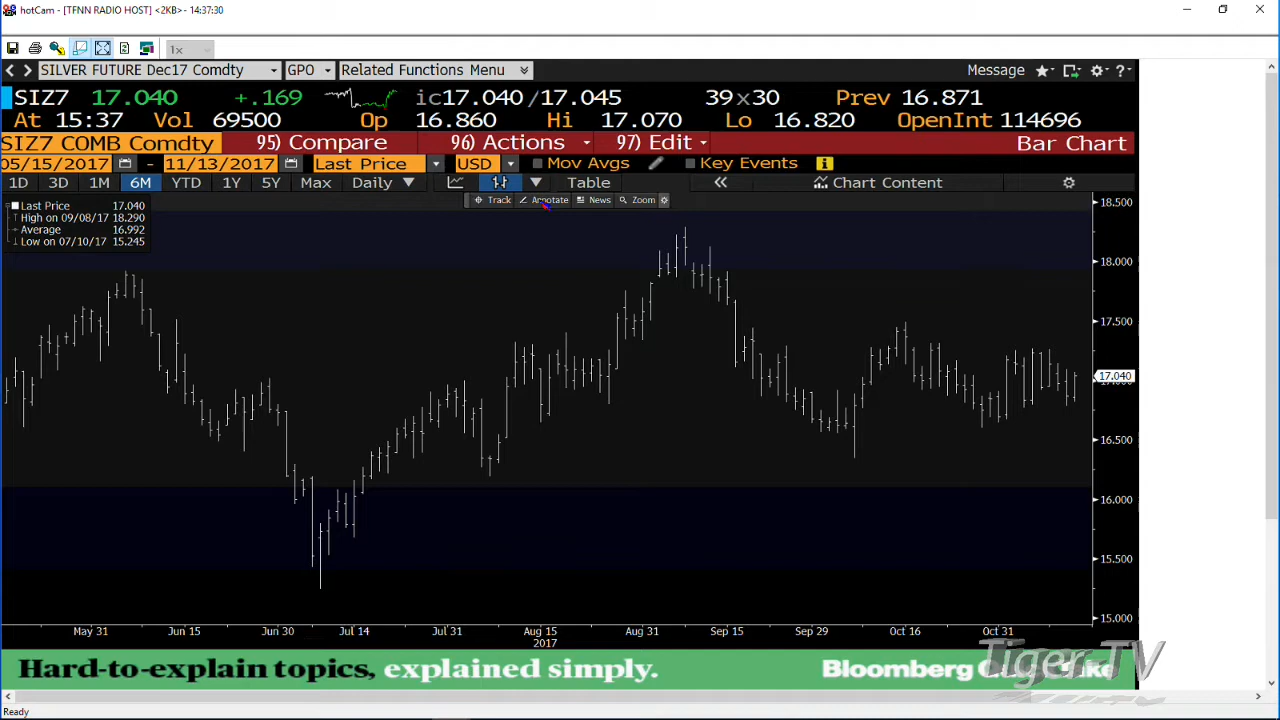 hotCam - [TFNN RADIO HOST] <2KB> - 14:37:30
1x
SILVER FUTURE Dec17 Comdty GPO Related Functions Menu Message ?
SIZ7 17.040 +.169 ic17.040 /17.045 39x30 Prev 16.871
At 15:37 Vol 69500 Op 16.860 Hi 17.070 Lo 16.820 OpenInt 114696
SIZ7 COMB Comdty 95) Compare 96) Actions 97) Edit Bar Chart
05/15/2017 - 11/13/2017 Last Price USD Mov Avgs Key Events
1D 3D 1M 6M YTD 1Y 5Y Max Daily Table « Chart Content
Track Annotate News Zoom
Last Price 17.040
High on 09/08/17 18.290
Average 16.992
Low on 07/10/17 15.245
18.500
18.000
17.500
17.040
17.000
16.500
16.000
15.500
15.000
May 31 Jun 15 Jun 30 Jul 14 Jul 31 Aug 15 Aug 31 Sep 15 Sep 29 Oct 16 Oct 31
2017
Hard-to-explain topics, explained simply. Bloomberg
Tiger TV
Ready